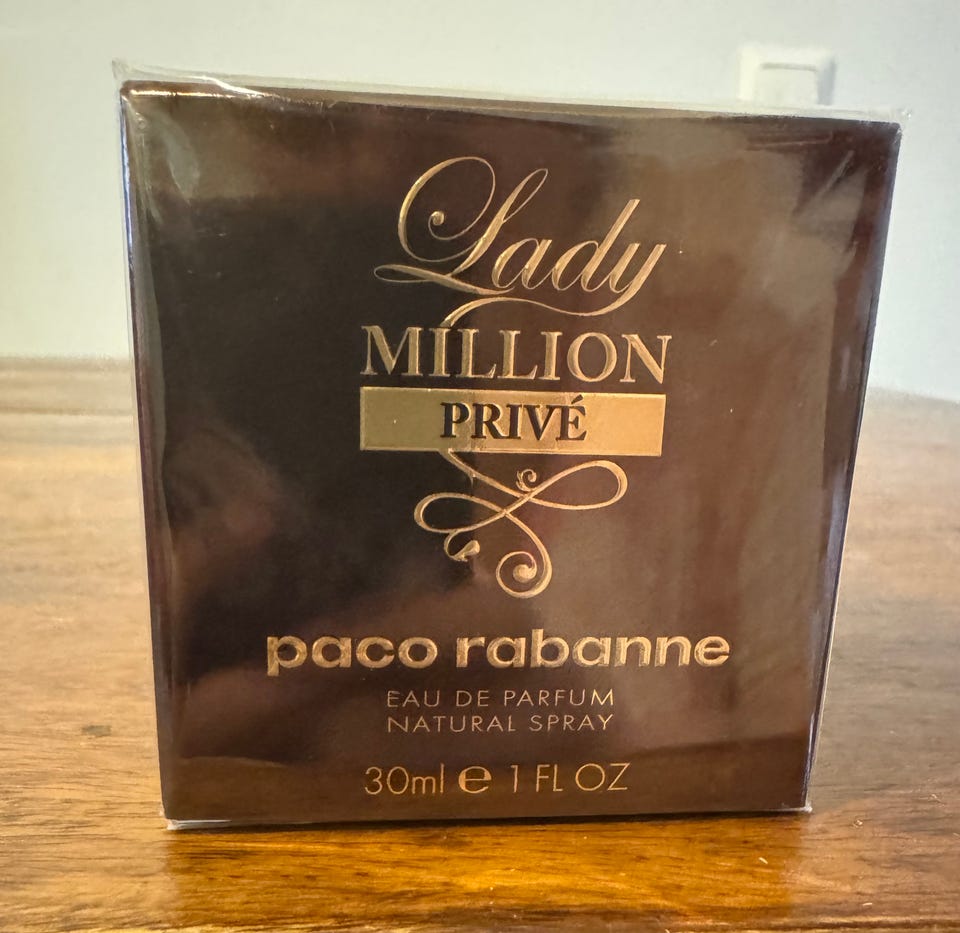 Lady
MILLION
PRIVÉ
paco rabanne
EAU DE PARFUM
NATURAL SPRAY
30ml ℮ 1 FL OZ